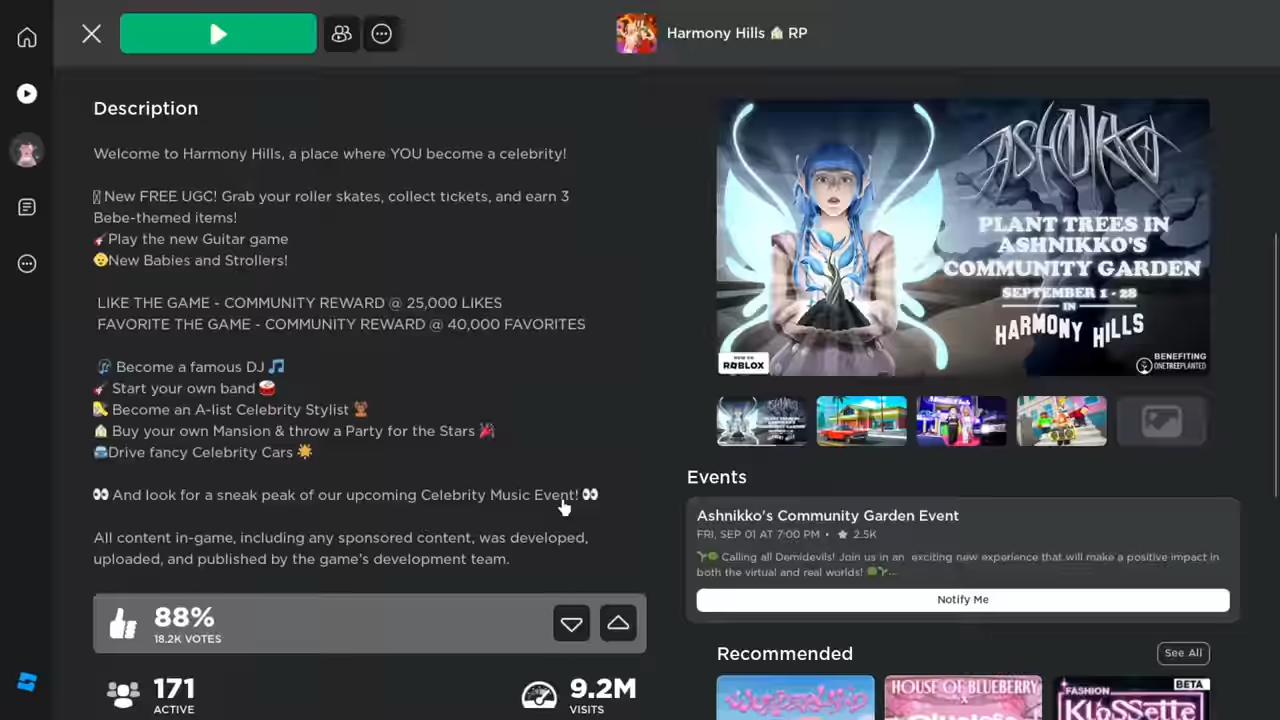 Harmony Hills 🏠 RP
Description
Welcome to Harmony Hills, a place where YOU become a celebrity!
New FREE UGC! Grab your roller skates, collect tickets, and earn 3
Bebe-themed items!
🎸Play the new Guitar game
😮New Babies and Strollers!
LIKE THE GAME - COMMUNITY REWARD @ 25,000 LIKES
FAVORITE THE GAME - COMMUNITY REWARD @ 40,000 FAVORITES
🎧 Become a famous DJ 🎵
🎸 Start your own band 🥁
Become an A-list Celebrity Stylist
🏠 Buy your own Mansion & throw a Party for the Stars 🎉
🚘Drive fancy Celebrity Cars 🌟
👀 And look for a sneak peak of our upcoming Celebrity Music Event! 👀
All content in-game, including any sponsored content, was developed,
uploaded, and published by the game's development team.
88%
18.2K VOTES
171
ACTIVE
9.2M
VISITS
ASHNIKKO
PLANT TREES IN
ASHNIKKO'S
COMMUNITY GARDEN
SEPTEMBER 1 - 28
IN
HARMONY HILLS
NOW ON
ROBLOX
BENEFITING
ONETREEPLANTED
Events
Ashnikko's Community Garden Event
FRI, SEP 01 AT 7:00 PM • ★ 2.5K
Calling all Demidevils! Join us in an exciting new experience that will make a positive impact in
both the virtual and real worlds! ...
Notify Me
Recommended
See All
WONDERLAND
HOUSE OF BLUEBERRY
X
BETA
FASHION
KLOSSette